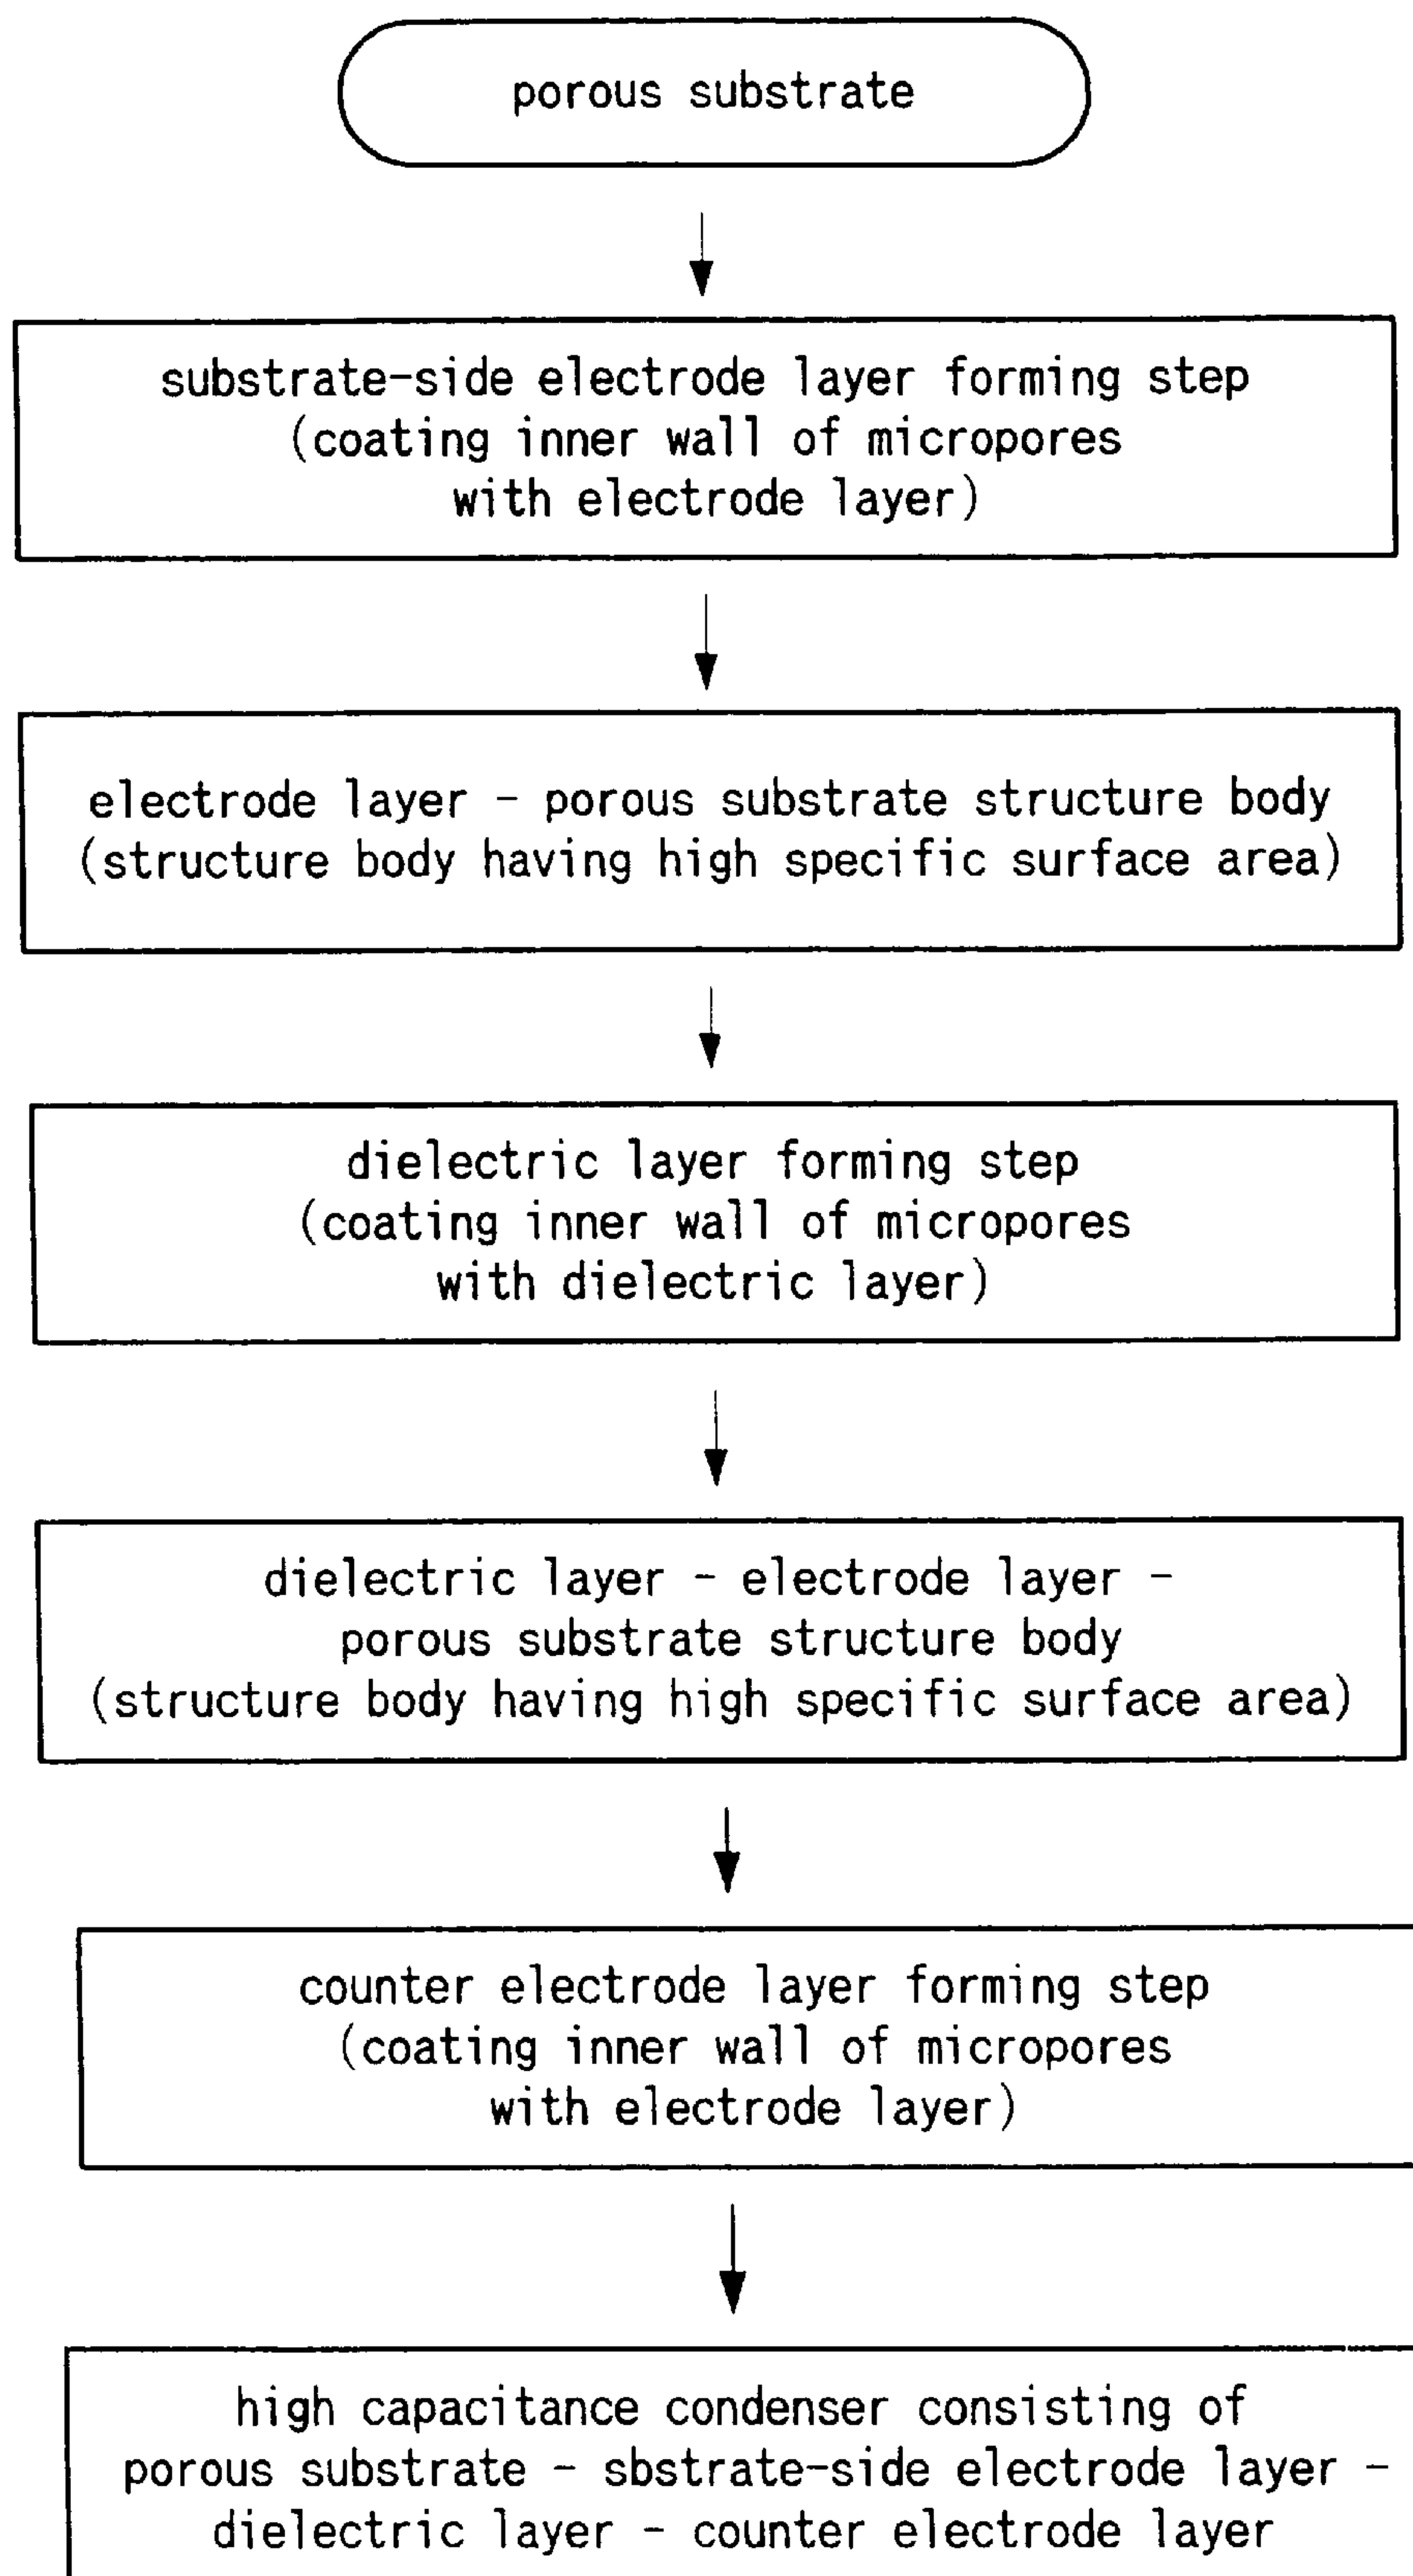 porous substrate
substrate-side electrode layer forming step
(coating inner wall of micropores
with electrode layer)
electrode layer - porous substrate structure body
(structure body having high specific surface area)
dielectric layer forming step
(coating inner wall of micropores
with dielectric layer)
dielectric layer - electrode layer -
porous substrate structure body
(structure body having high specific surface area)
counter electrode layer forming step
(coating inner wall of micropores
with electrode layer)
high capacitance condenser consisting of
porous substrate - sbstrate-side electrode layer -
dielectric layer - counter electrode layer